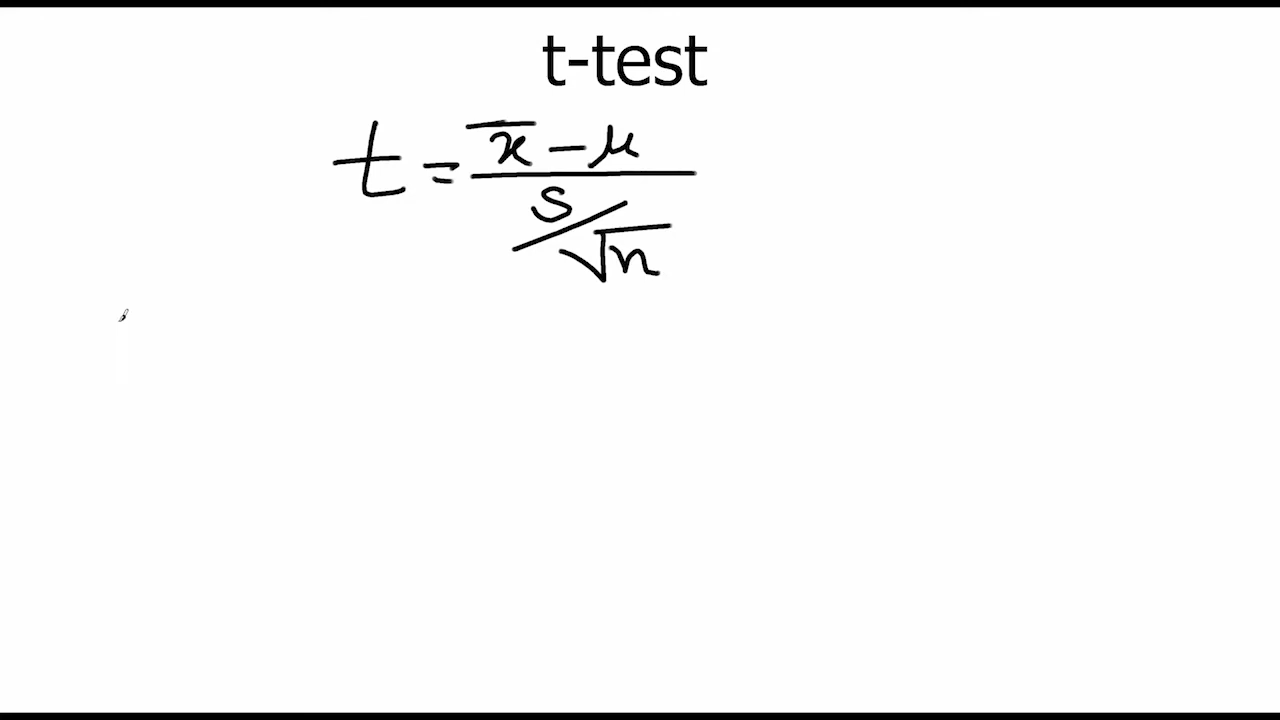 t-test
t = x̄ - μ
s/√n